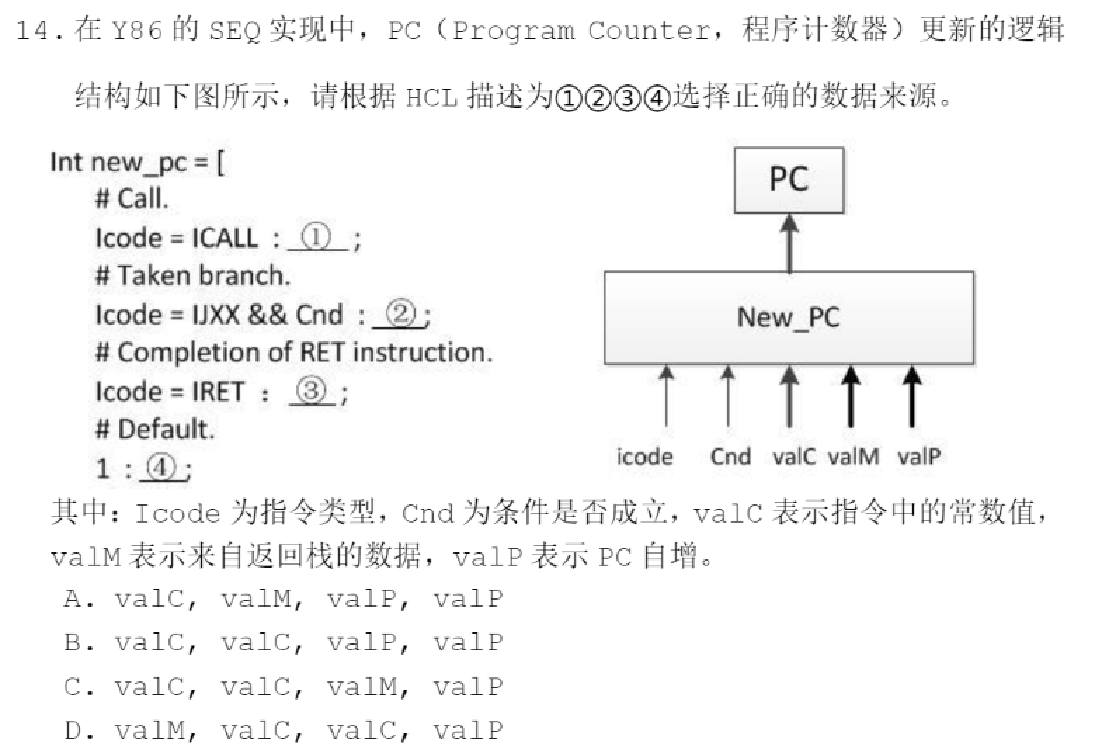 14.在 Y86 的 SEQ 实现中，PC（Program Counter，程序计数器）更新的逻辑
结构如下图所示，请根据 HCL 描述为①②③④选择正确的数据来源。
Int new_pc = [
# Call.
Icode = ICALL : ① ;
# Taken branch.
Icode = IJXX && Cnd : ② ;
# Completion of RET instruction.
Icode = IRET : ③ ;
# Default.
1 : ④ ;
PC
New_PC
icode Cnd valC valM valP
其中：Icode 为指令类型，Cnd 为条件是否成立，valC 表示指令中的常数值，
valM 表示来自返回栈的数据，valP 表示 PC 自增。
A. valC, valM, valP, valP
B. valC, valC, valP, valP
C. valC, valC, valM, valP
D. valM, valC, valC, valP